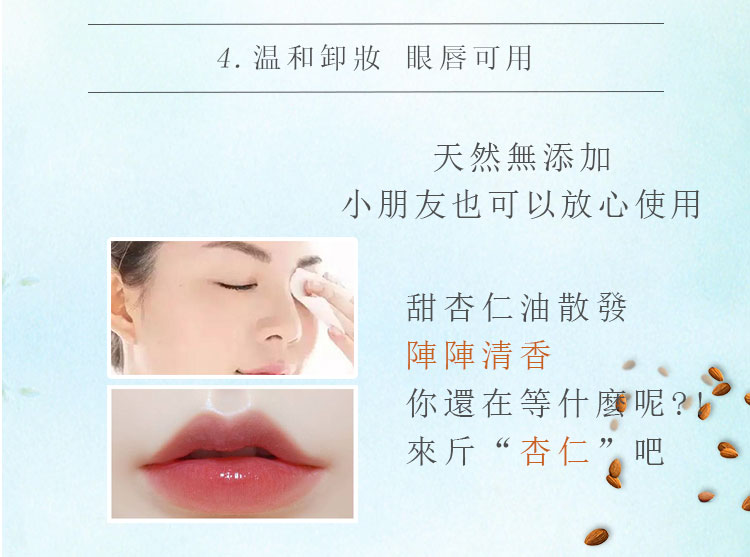 4.温和卸妝 眼唇可用
天然無添加
小朋友也可以放心使用
甜杏仁油散發
陣陣清香
你還在等什麼呢?!
來斤“杏仁”吧